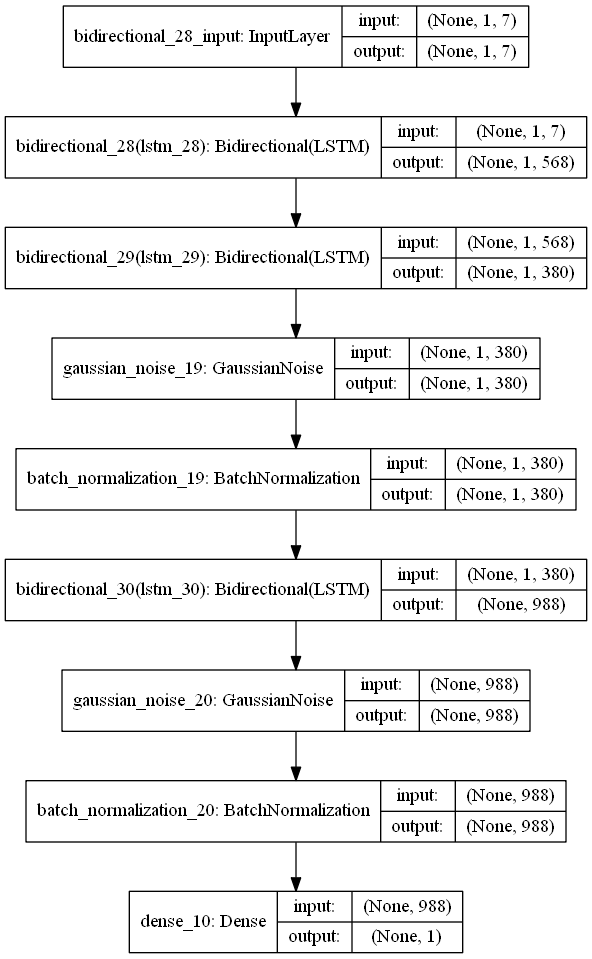 bidirectional_28_input: InputLayer
input: (None, 1, 7)
output: (None, 1, 7)
bidirectional_28(lstm_28): Bidirectional(LSTM)
input: (None, 1, 7)
output: (None, 1, 568)
bidirectional_29(lstm_29): Bidirectional(LSTM)
input: (None, 1, 568)
output: (None, 1, 380)
gaussian_noise_19: GaussianNoise
input: (None, 1, 380)
output: (None, 1, 380)
batch_normalization_19: BatchNormalization
input: (None, 1, 380)
output: (None, 1, 380)
bidirectional_30(lstm_30): Bidirectional(LSTM)
input: (None, 1, 380)
output: (None, 988)
gaussian_noise_20: GaussianNoise
input: (None, 988)
output: (None, 988)
batch_normalization_20: BatchNormalization
input: (None, 988)
output: (None, 988)
dense_10: Dense
input: (None, 988)
output: (None, 1)